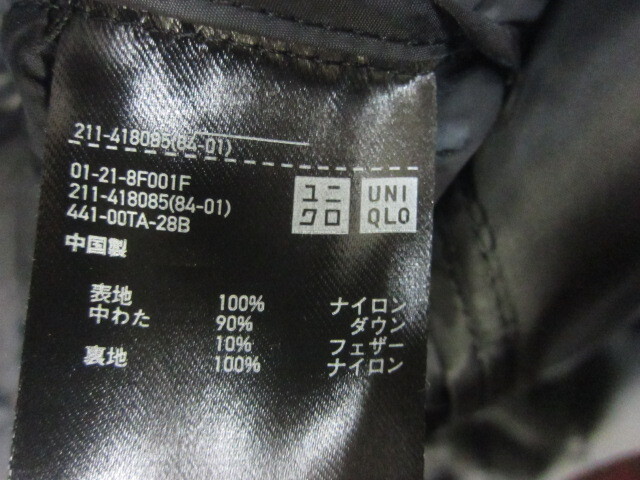 211-418085(84-01)
01-21-8F001F
211-418085(84-01)
441-00TA-28B
ユニ
クロ
UNI
QLO
中国製
表地 100% ナイロン
中わた 90% ダウン
10% フェザー
裏地 100% ナイロン